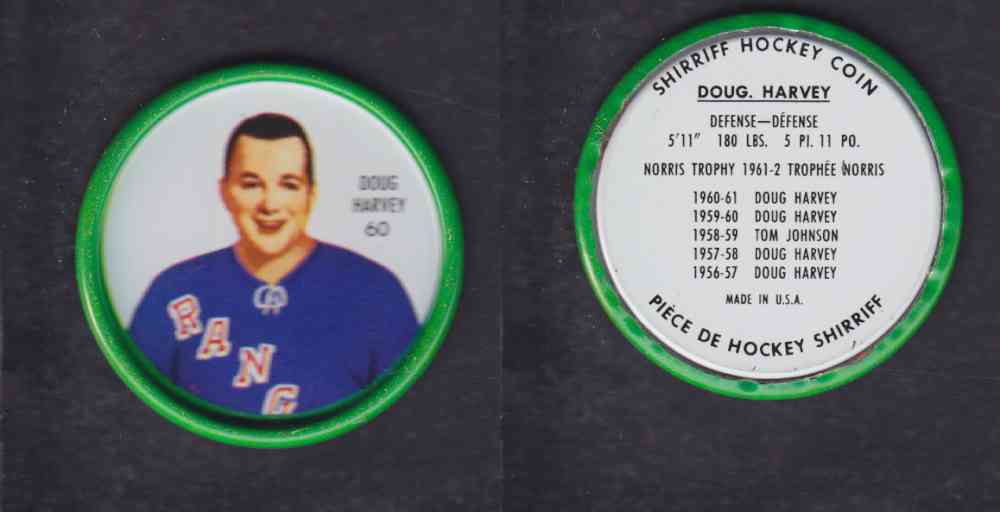 DOUG
HARVEY
60
RANG
SHIRRIFF HOCKEY COIN
DOUG. HARVEY
DEFENSE—DÉFENSE
5'11" 180 LBS. 5 PI. 11 PO.
NORRIS TROPHY 1961-2 TROPHÉE NORRIS
1960-61 DOUG HARVEY
1959-60 DOUG HARVEY
1958-59 TOM JOHNSON
1957-58 DOUG HARVEY
1956-57 DOUG HARVEY
MADE IN U.S.A.
PIÈCE DE HOCKEY SHIRRIFF